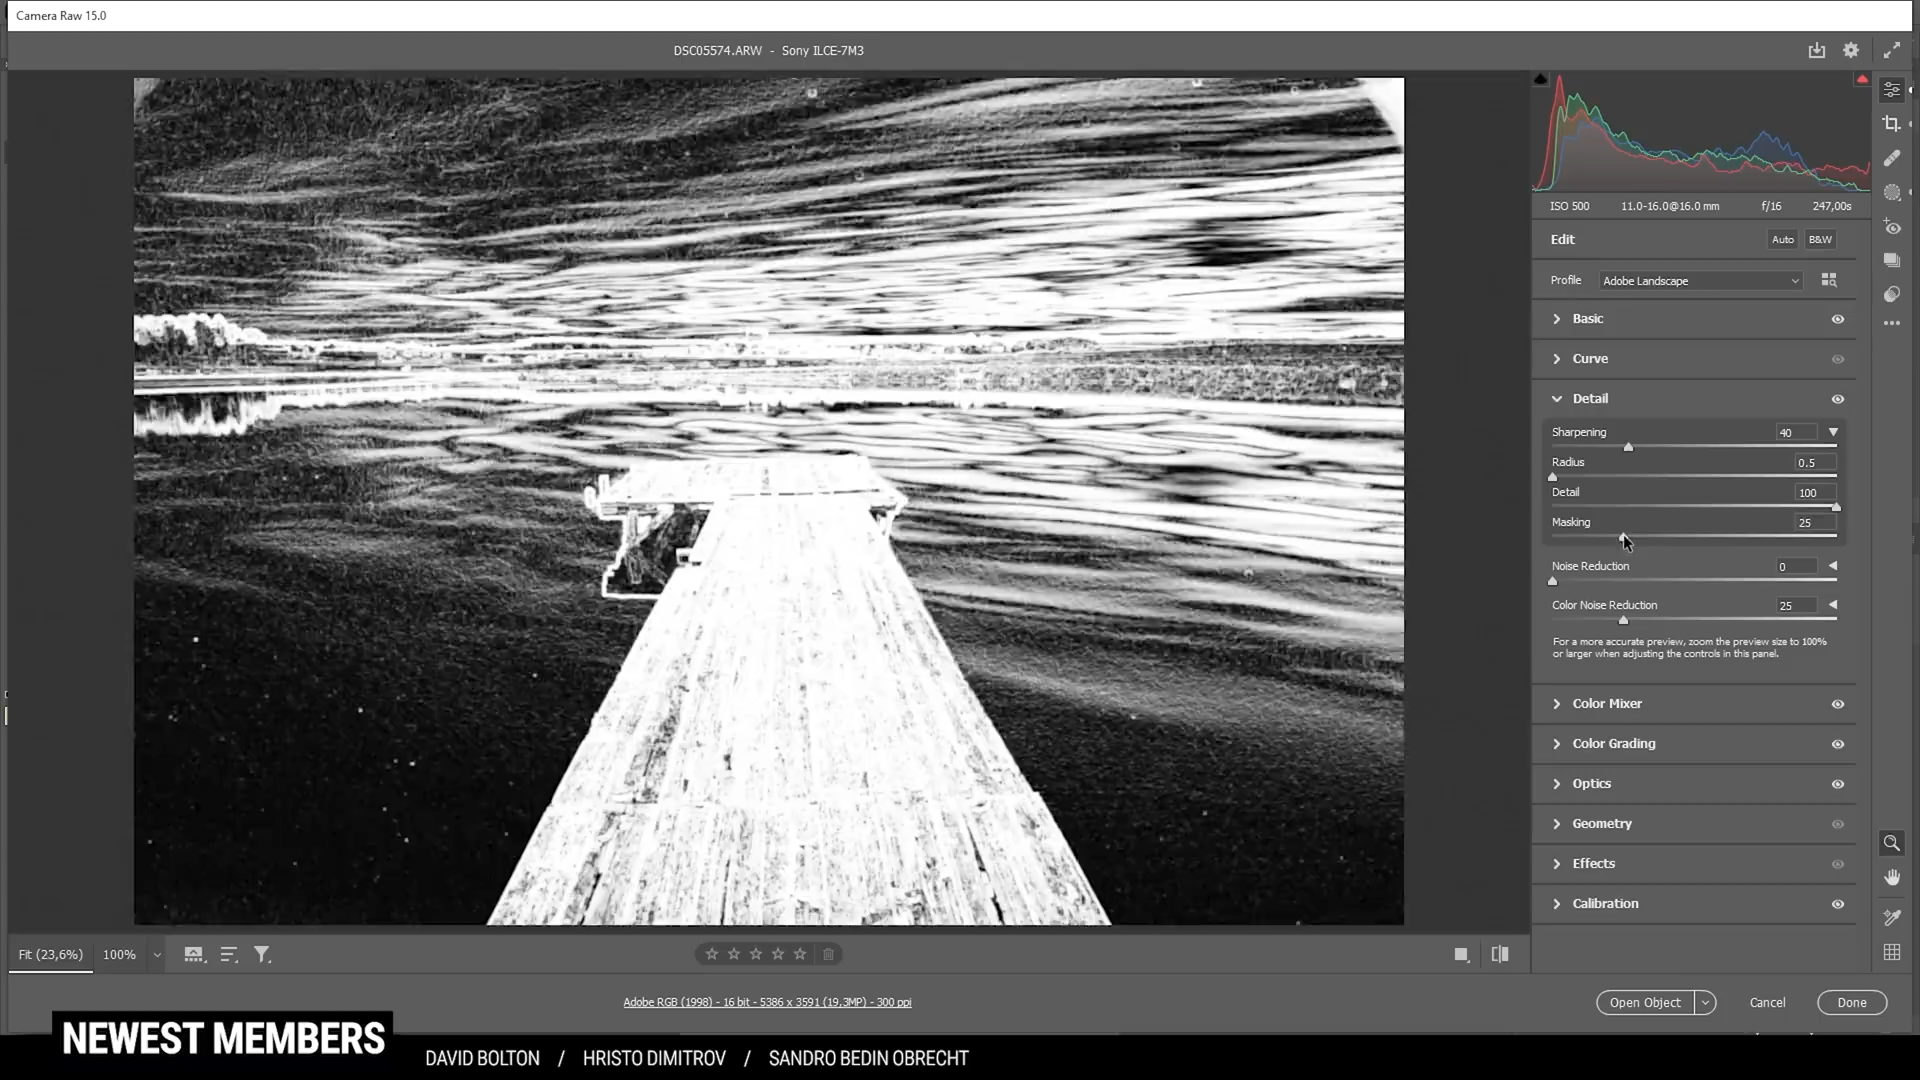 Camera Raw 15.0
DSC05574.ARW - Sony ILCE-7M3
ISO 500 11.0-16.0@16.0 mm f/16 247,00s
Edit Auto B&W
Profile Adobe Landscape
Basic
Curve
Detail
Sharpening 40
Radius 0.5
Detail 100
Masking 25
Noise Reduction 0
Color Noise Reduction 25
For a more accurate preview, zoom the preview size to 100%
or larger when adjusting the controls in this panel.
Color Mixer
Color Grading
Optics
Geometry
Effects
Calibration
Fit (23,6%) 100%
Adobe RGB (1998) - 16 bit - 5386 x 3591 (19,3MP) - 300 ppi
Open Object Cancel Done
NEWEST MEMBERS
DAVID BOLTON / HRISTO DIMITROV / SANDRO BEDIN OBRECHT